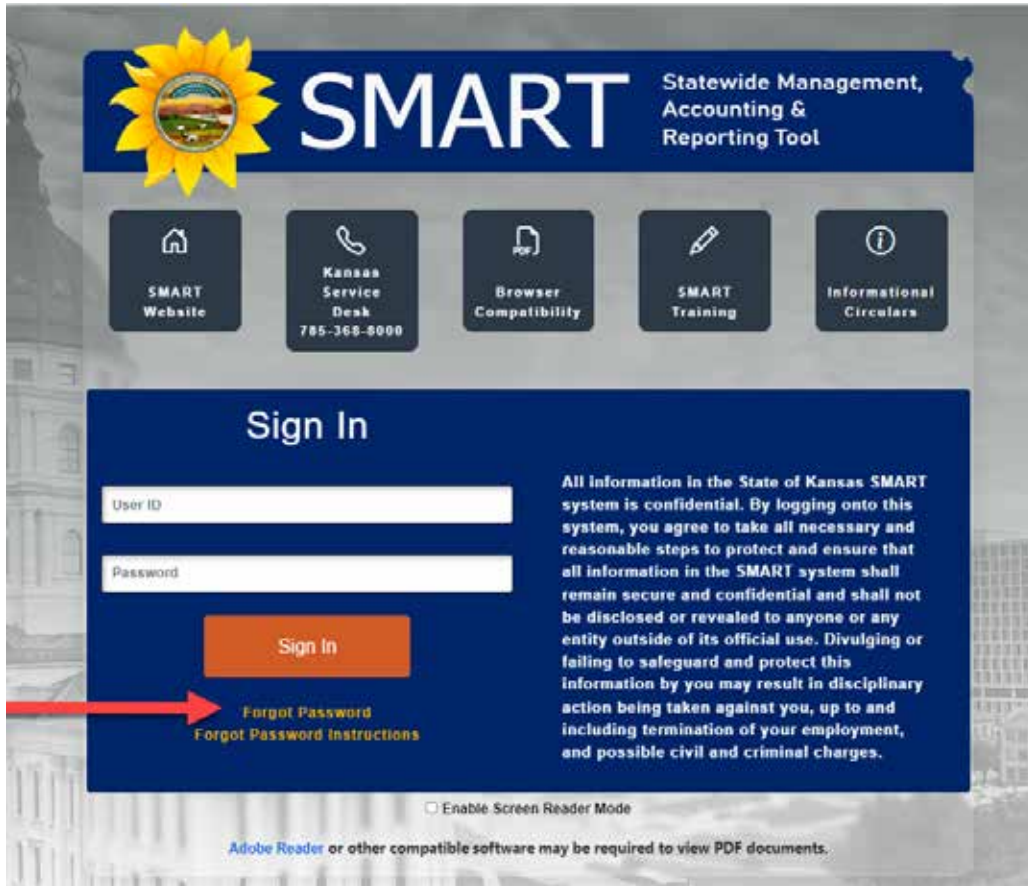 SMART
Statewide Management,
Accounting &
Reporting Tool
SMART
Website
Kansas
Service
Desk
785-368-8000
PDF
Browser
Compatibility
SMART
Training
Informational
Circulars
Sign In
User ID
Password
Sign In
Forgot Password
Forgot Password Instructions
All information in the State of Kansas SMART
system is confidential. By logging onto this
system, you agree to take all necessary and
reasonable steps to protect and ensure that
all information in the SMART system shall
remain secure and confidential and shall not
be disclosed or revealed to anyone or any
entity outside of its official use. Divulging or
failing to safeguard and protect this
information by you may result in disciplinary
action being taken against you, up to and
including termination of your employment,
and possible civil and criminal charges.
Enable Screen Reader Mode
Adobe Reader or other compatible software may be required to view PDF documents.